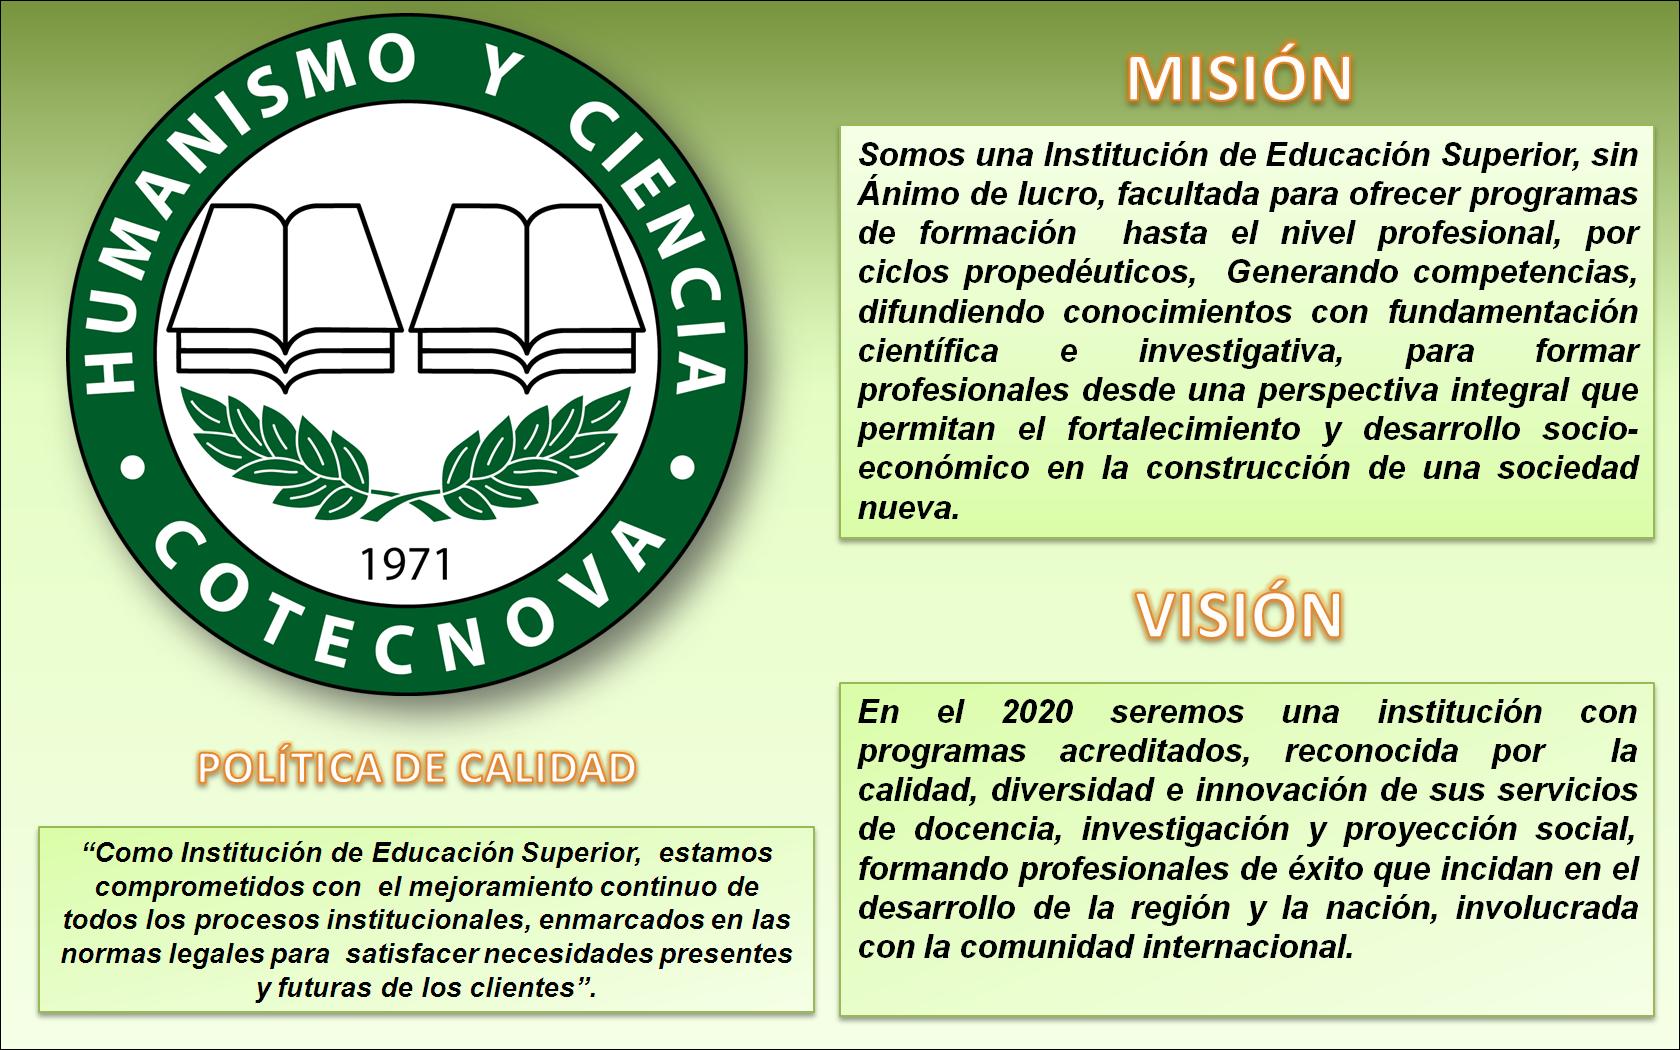 HUMANISMO Y CIENCIA
1971
COTECNOVA
POLÍTICA DE CALIDAD
“Como Institución de Educación Superior, estamos
comprometidos con el mejoramiento continuo de
todos los procesos institucionales, enmarcados en las
normas legales para satisfacer necesidades presentes
y futuras de los clientes”.
MISIÓN
Somos una Institución de Educación Superior, sin
Ánimo de lucro, facultada para ofrecer programas
de formación hasta el nivel profesional, por
ciclos propedéuticos, Generando competencias,
difundiendo conocimientos con fundamentación
científica e investigativa, para formar
profesionales desde una perspectiva integral que
permitan el fortalecimiento y desarrollo socio-
económico en la construcción de una sociedad
nueva.
VISIÓN
En el 2020 seremos una institución con
programas acreditados, reconocida por la
calidad, diversidad e innovación de sus servicios
de docencia, investigación y proyección social,
formando profesionales de éxito que incidan en el
desarrollo de la región y la nación, involucrada
con la comunidad internacional.